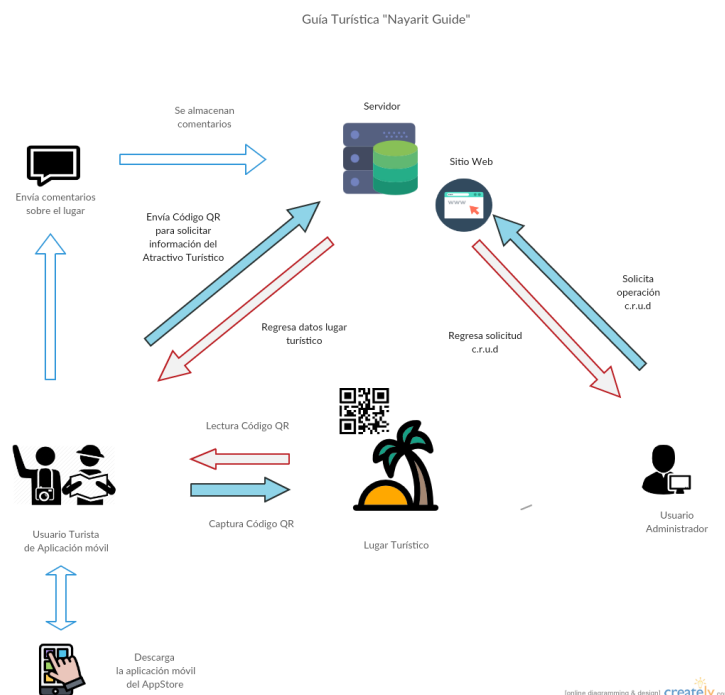 Guía Turística "Nayarit Guide"
Se almacenan
comentarios
Servidor
Sitio Web
www
Envía comentarios
sobre el lugar
Envía Código QR
para solicitar
información del
Atractivo Turístico
Solicita
operación
c.r.u.d
Regresa datos lugar
turístico
Regresa solicitud
c.r.u.d
Lectura Código QR
Captura Código QR
Usuario Turista
de Aplicación móvil
Lugar Turístico
Usuario
Administrador
Descarga
la aplicación móvil
del AppStore
[online diagramming & design] creately.co